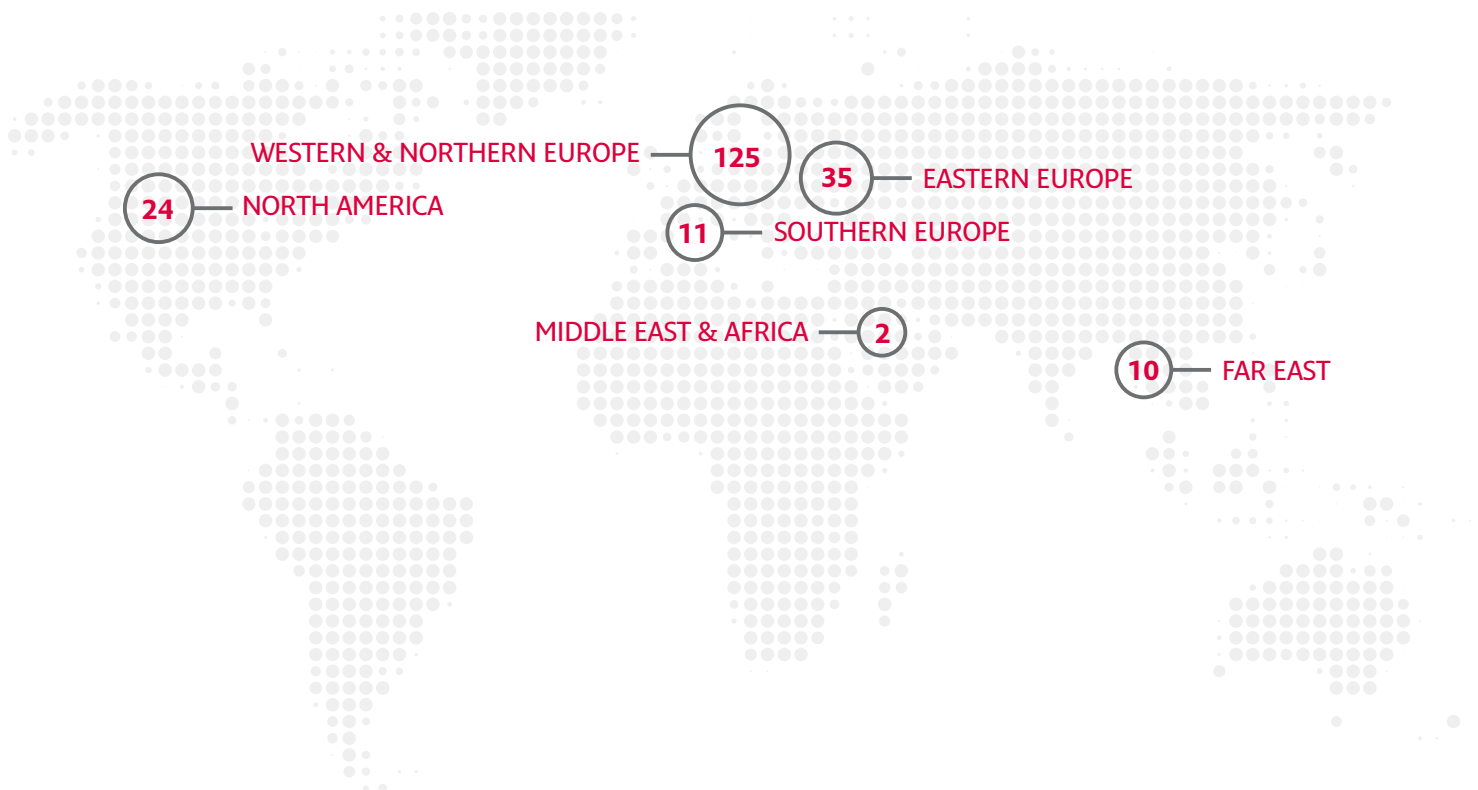 WESTERN & NORTHERN EUROPE 125
35 EASTERN EUROPE
24 NORTH AMERICA
11 SOUTHERN EUROPE
MIDDLE EAST & AFRICA 2
10 FAR EAST